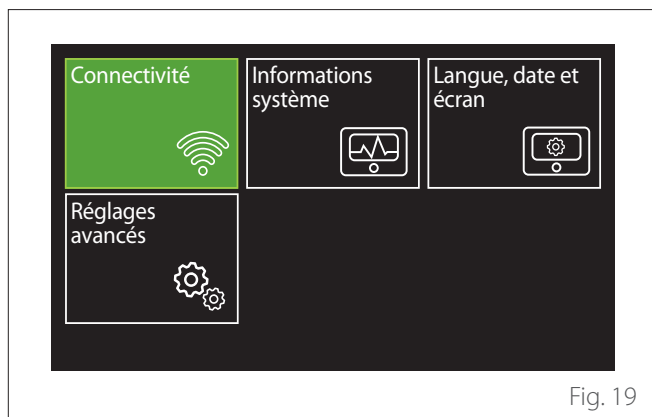 Connectivité
Informations
système
Langue, date et
écran
Réglages
avancés
Fig. 19